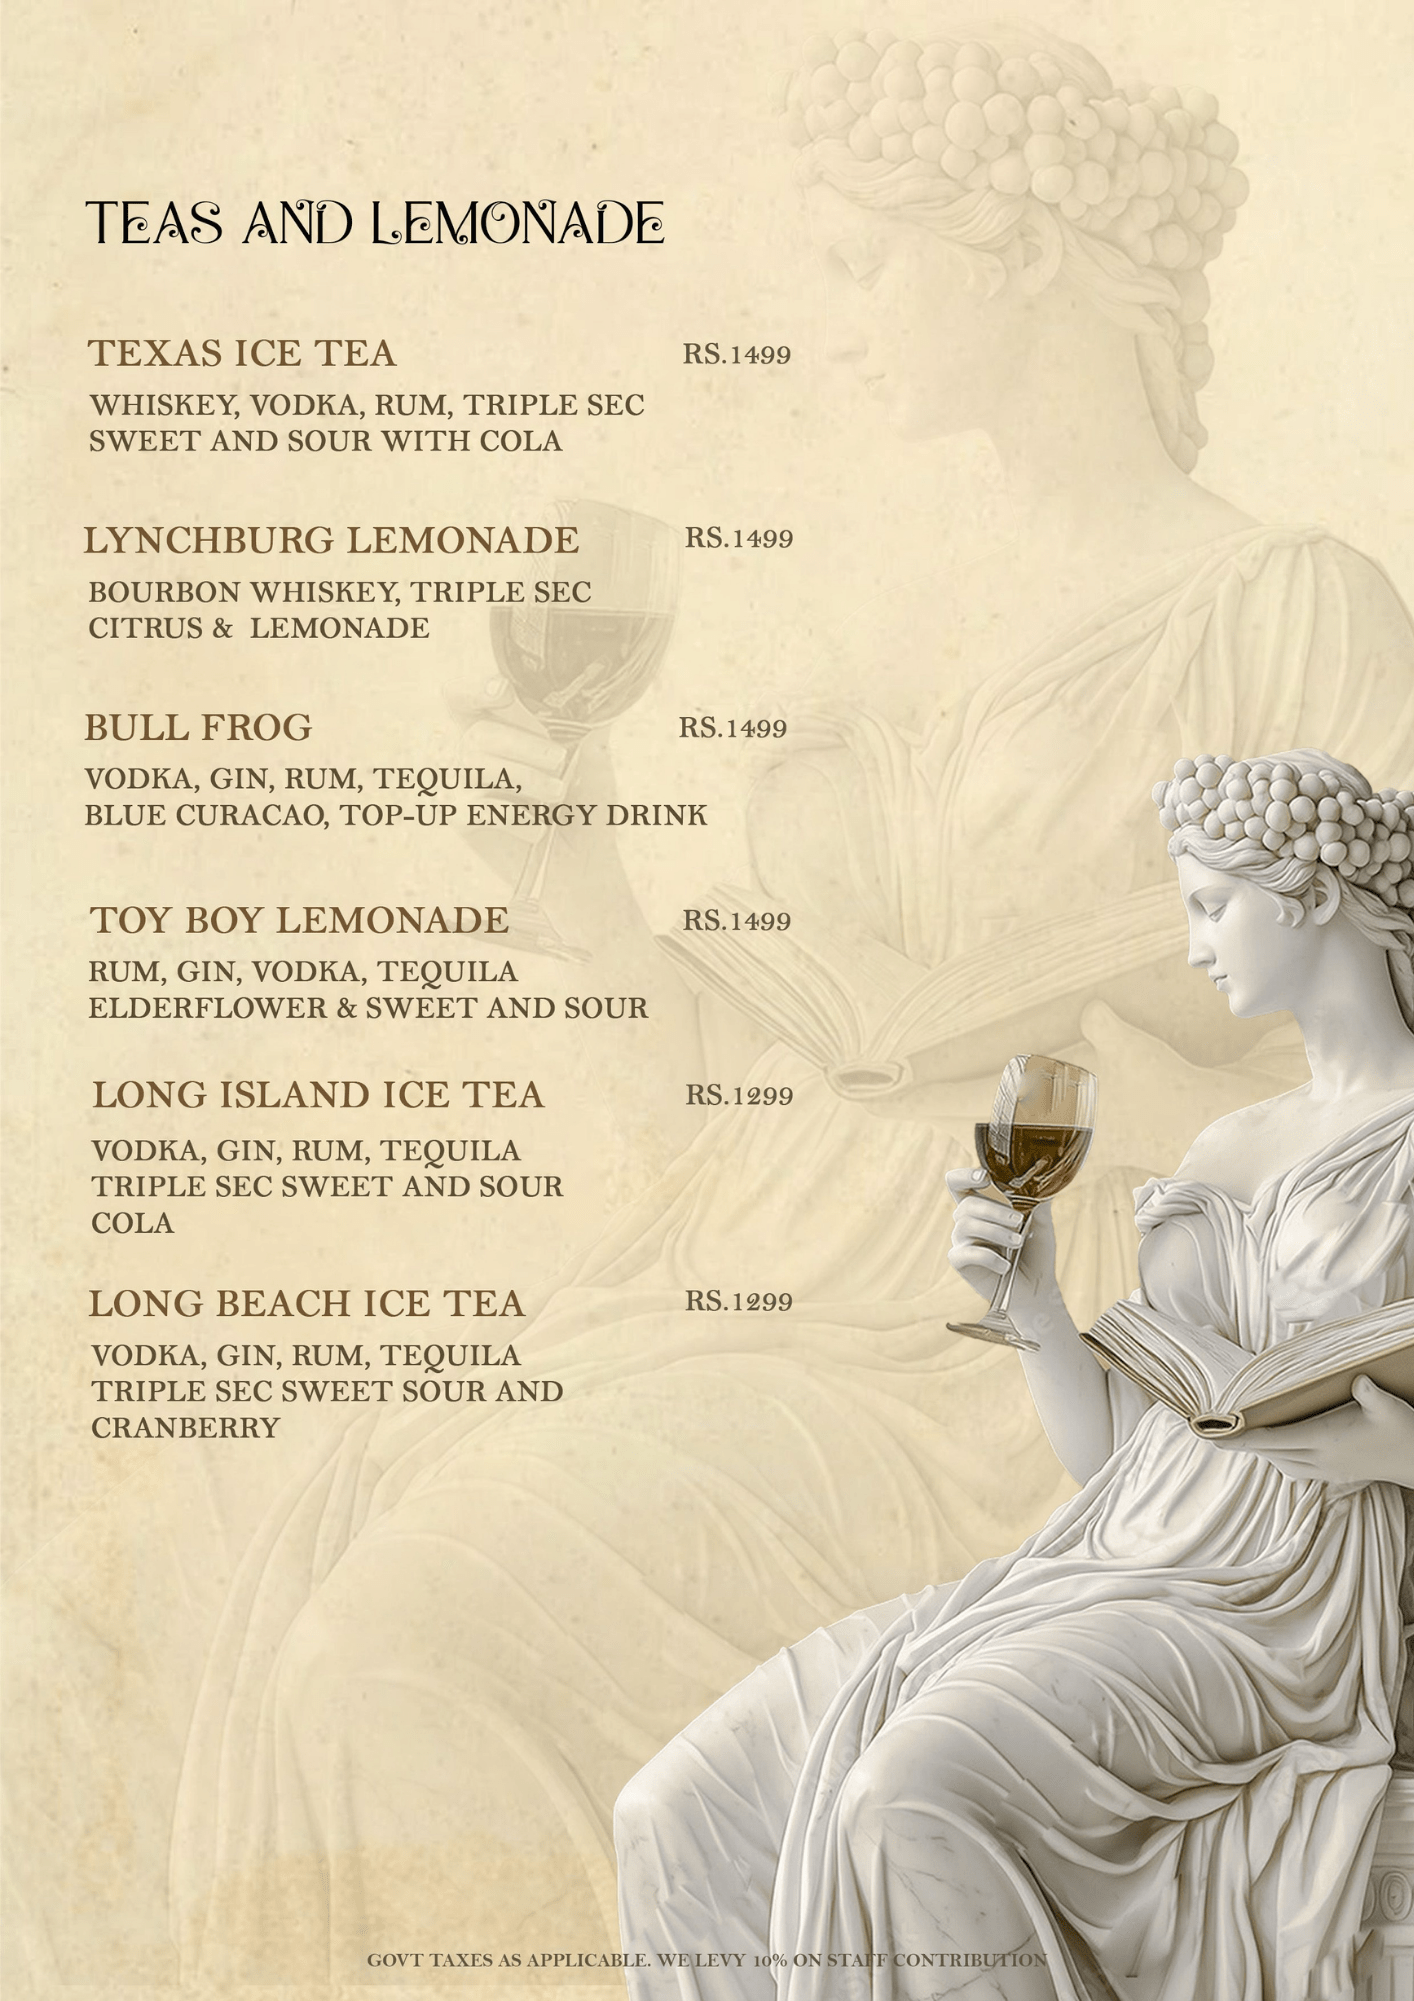 TEAS AND LEMONADE
TEXAS ICE TEA RS.1499
WHISKEY, VODKA, RUM, TRIPLE SEC
SWEET AND SOUR WITH COLA
LYNCHBURG LEMONADE RS.1499
BOURBON WHISKEY, TRIPLE SEC
CITRUS & LEMONADE
BULL FROG RS.1499
VODKA, GIN, RUM, TEQUILA,
BLUE CURACAO, TOP-UP ENERGY DRINK
TOY BOY LEMONADE RS.1499
RUM, GIN, VODKA, TEQUILA
ELDERFLOWER & SWEET AND SOUR
LONG ISLAND ICE TEA RS.1299
VODKA, GIN, RUM, TEQUILA
TRIPLE SEC SWEET AND SOUR
COLA
LONG BEACH ICE TEA RS.1299
VODKA, GIN, RUM, TEQUILA
TRIPLE SEC SWEET SOUR AND
CRANBERRY
GOVT TAXES AS APPLICABLE. WE LEVY 10% ON STAFF CONTRIBUTION